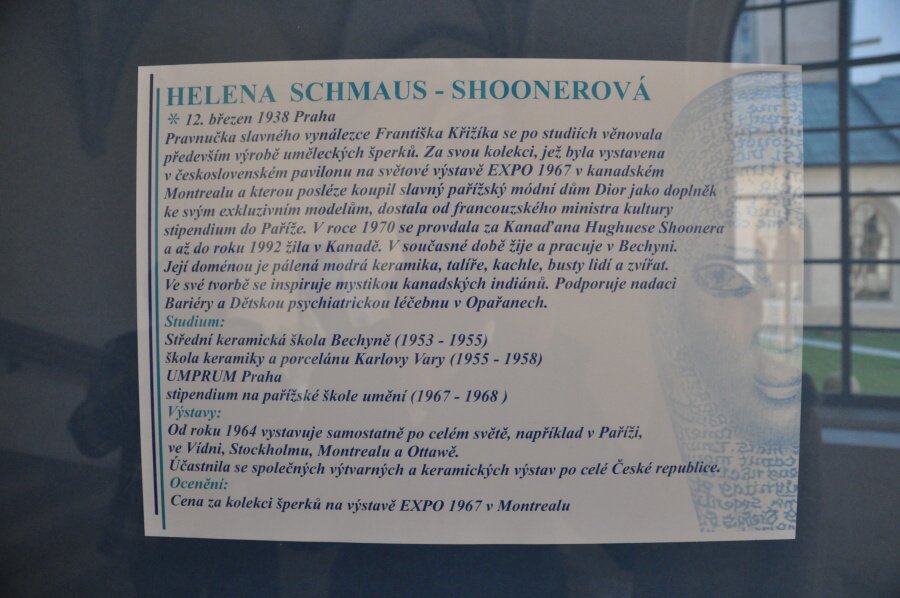 HELENA SCHMAUS - SHOONEROVÁ
* 12. březen 1938 Praha
Pravnučka slavného vynálezce Františka Křižíka se po studiích věnovala
především výrobě uměleckých šperků. Za svou kolekci, jež byla vystavena
v československém pavilonu na světové výstavě EXPO 1967 v kanadském
Montrealu a kterou posléze koupil slavný pařížský módní dům Dior jako doplněk
ke svým exkluzivním modelům, dostala od francouzského ministra kultury
stipendium do Paříže. V roce 1970 se provdala za Kanaďana Hughuese Shoonera
a až do roku 1992 žila v Kanadě. V současné době žije a pracuje v Bechyni.
Její doménou je pálená modrá keramika, talíře, kachle, busty lidí a zvířat.
Ve své tvorbě se inspiruje mystikou kanadských indiánů. Podporuje nadaci
Bariéry a Dětskou psychiatrickou léčebnu v Opařanech.
Studium:
Střední keramická škola Bechyně (1953 - 1955)
škola keramiky a porcelánu Karlovy Vary (1955 - 1958)
UMPRUM Praha
stipendium na pařížské škole umění (1967 - 1968 )
Výstavy:
Od roku 1964 vystavuje samostatně po celém světě, například v Paříži,
ve Vídni, Stockholmu, Montrealu a Ottawě.
Účastnila se společných výtvarných a keramických výstav po celé České republice.
Ocenění:
Cena za kolekci šperků na výstavě EXPO 1967 v Montrealu